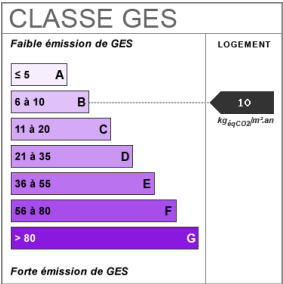 CLASSE GES
Faible émission de GES
LOGEMENT
≤ 5 A
6 à 10 B
10
11 à 20 C
kgéqCO2/m².an
21 à 35 D
36 à 55 E
56 à 80 F
> 80 G
Forte émission de GES